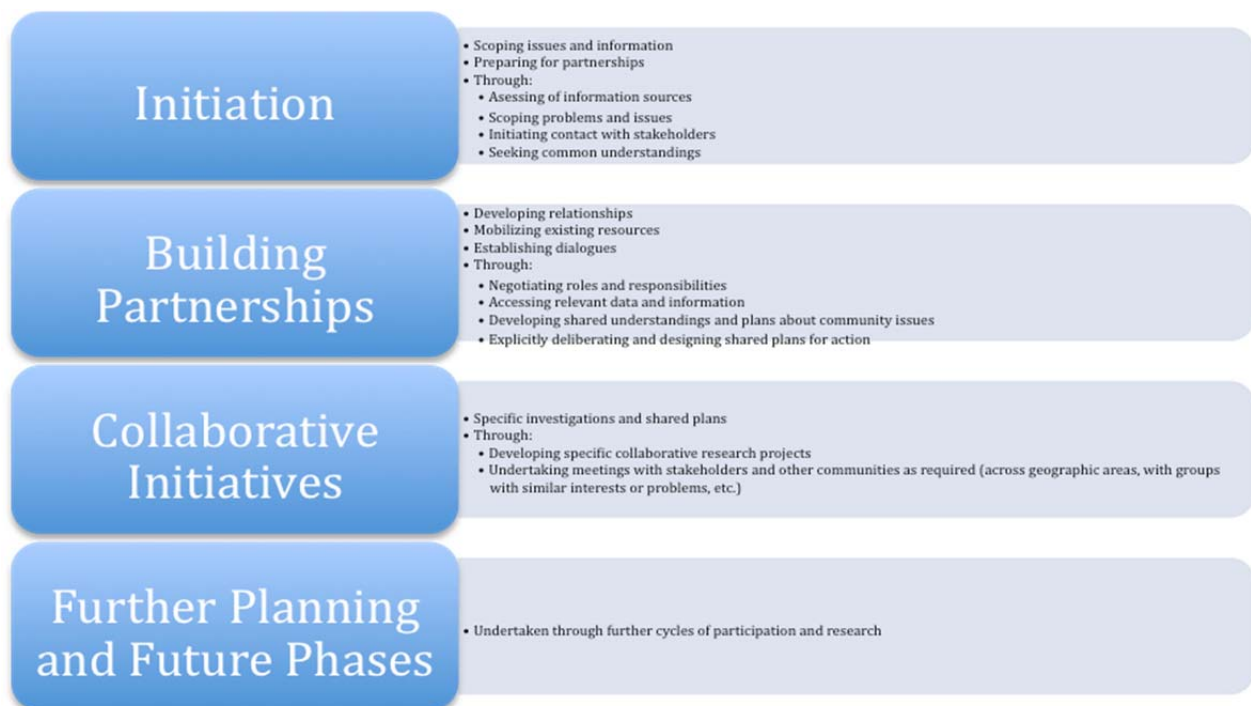 Initiation
• Scoping issues and information
• Preparing for partnerships
• Through:
• Asessing of information sources
• Scoping problems and issues
• Initiating contact with stakeholders
• Seeking common understandings
Building
Partnerships
• Developing relationships
• Mobilizing existing resources
• Establishing dialogues
• Through:
• Negotiating roles and responsibilities
• Accessing relevant data and information
• Developing shared understandings and plans about community issues
• Explicitly deliberating and designing shared plans for action
Collaborative
Initiatives
• Specific investigations and shared plans
• Through:
• Developing specific collaborative research projects
• Undertaking meetings with stakeholders and other communities as required (across geographic areas, with groups
with similar interests or problems, etc.)
Further Planning
and Future Phases
• Undertaken through further cycles of participation and research